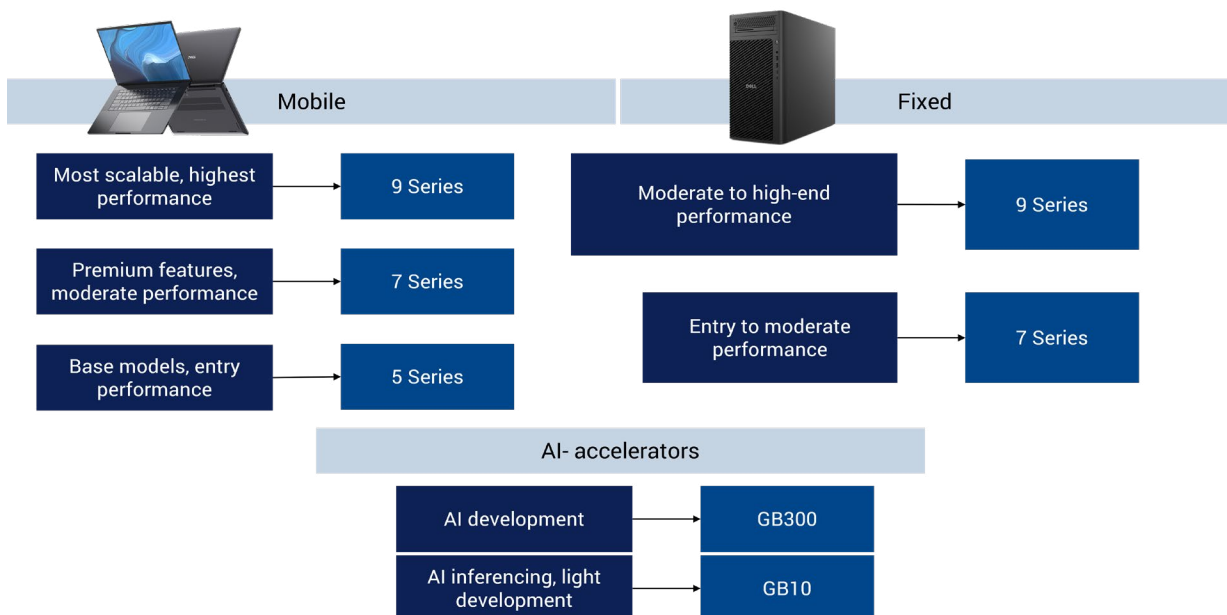 Mobile
Fixed
Most scalable, highest
performance
9 Series
Premium features,
moderate performance
7 Series
Base models, entry
performance
5 Series
Moderate to high-end
performance
9 Series
Entry to moderate
performance
7 Series
AI- accelerators
AI development
GB300
AI inferencing, light
development
GB10
DELL